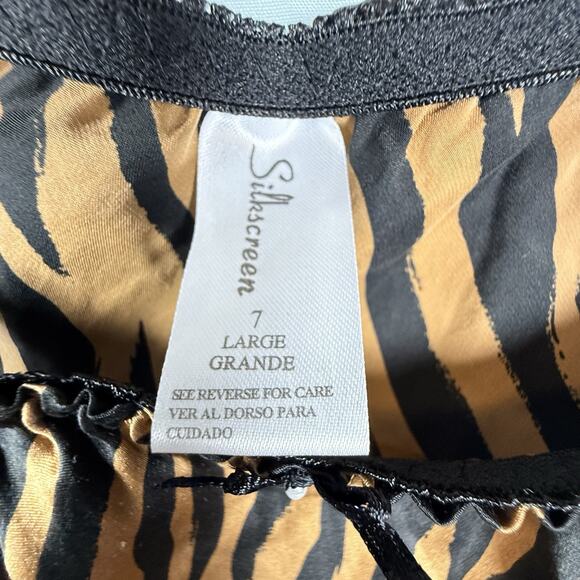 Silkscreen
7
LARGE
GRANDE
SEE REVERSE FOR CARE
VER AL DORSO PARA
CUIDADO